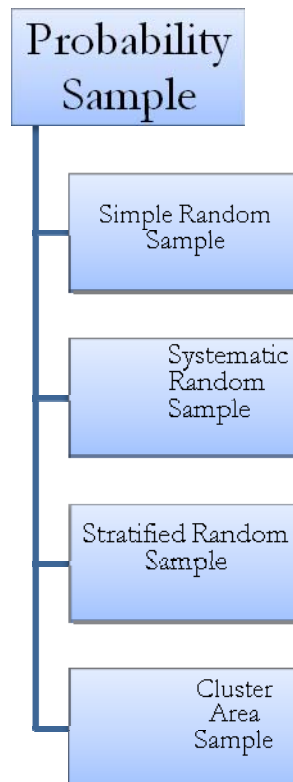 Probability
Sample
Simple Random
Sample
Systematic
Random
Sample
Stratified Random
Sample
Cluster
Area
Sample